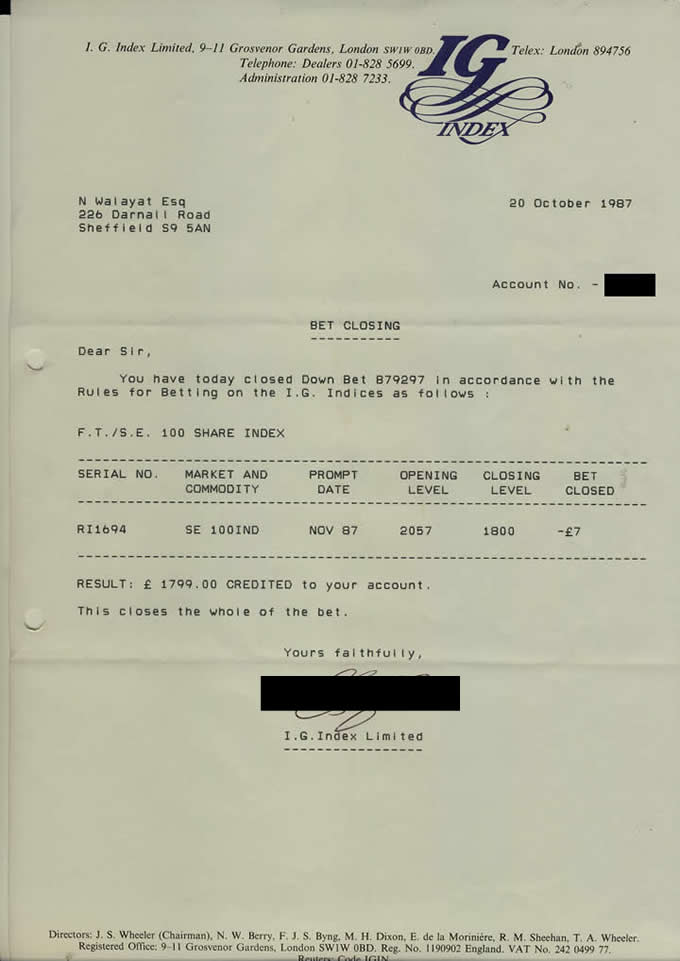 I. G. Index Limited, 9–11 Grosvenor Gardens, London SW1W 0BD.
Telex: London 894756
Telephone: Dealers 01-828 5699.
Administration 01-828 7233.
IG
INDEX
N Walayat Esq
226 Darnall Road
Sheffield S9 5AN
20 October 1987
Account No. -
BET CLOSING
Dear Sir,
You have today closed Down Bet 879297 in accordance with the
Rules for Betting on the I.G. Indices as follows :
F.T./S.E. 100 SHARE INDEX
SERIAL NO. MARKET AND PROMPT OPENING CLOSING BET
COMMODITY DATE LEVEL LEVEL CLOSED
RI1694 SE 100IND NOV 87 2057 1800 -£7
RESULT: £ 1799.00 CREDITED to your account.
This closes the whole of the bet.
Yours faithfully,
I.G.Index Limited
Directors: J. S. Wheeler (Chairman), N. W. Berry, F. J. S. Byng, M. H. Dixon, E. de la Morinière, R. M. Sheehan, T. A. Wheeler.
Registered Office: 9–11 Grosvenor Gardens, London SW1W 0BD. Reg. No. 1190902 England. VAT No. 242 0499 77.
Reuters: Code IGIN